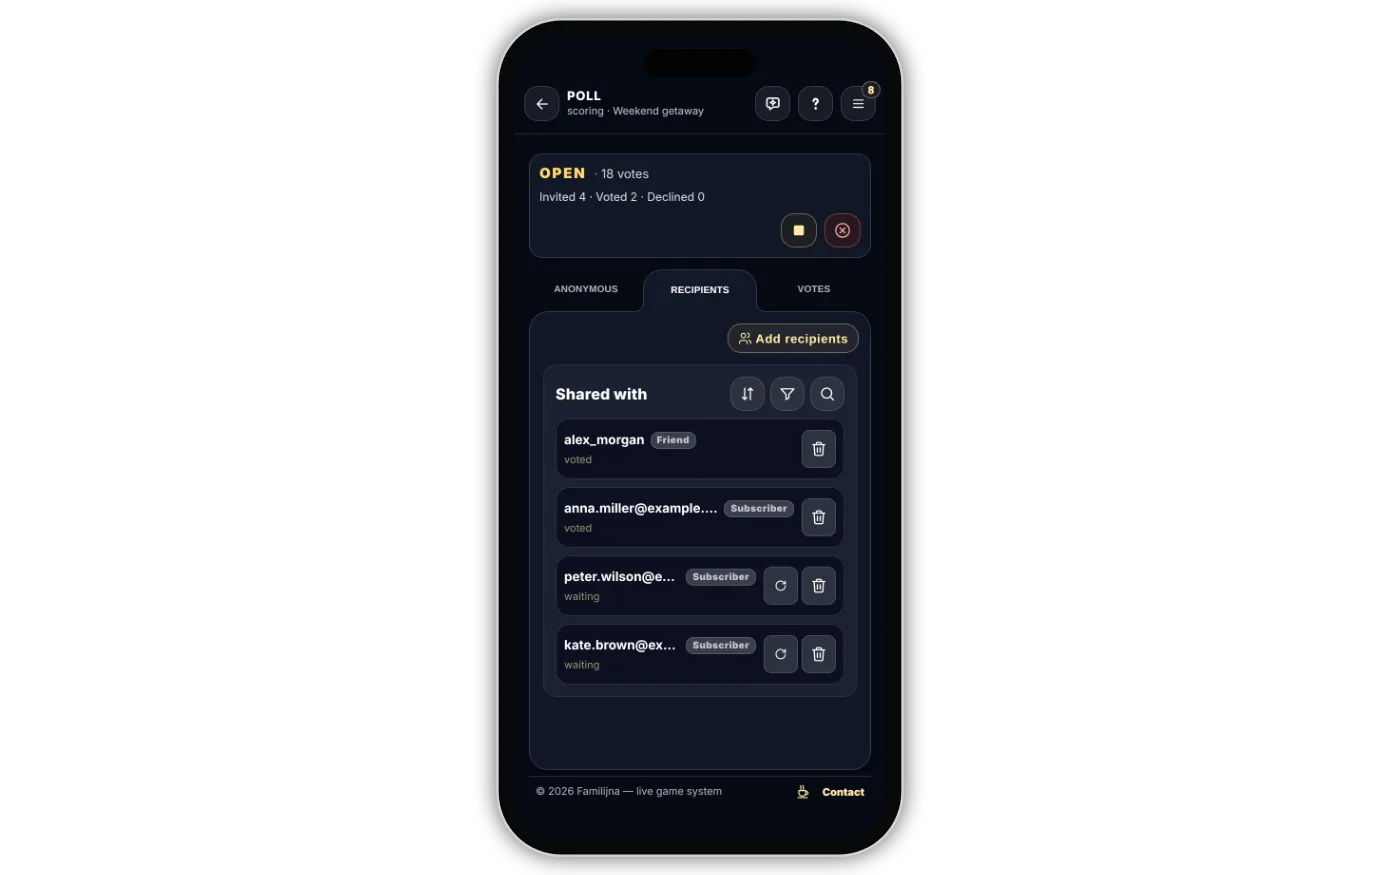 POLL
scoring · Weekend getaway
?
8
OPEN · 18 votes
Invited 4 · Voted 2 · Declined 0
ANONYMOUS
RECIPIENTS
VOTES
Add recipients
Shared with
alex_morgan Friend
voted
anna.miller@example.... Subscriber
voted
peter.wilson@e... Subscriber
waiting
kate.brown@ex... Subscriber
waiting
© 2026 Familijna — live game system
Contact